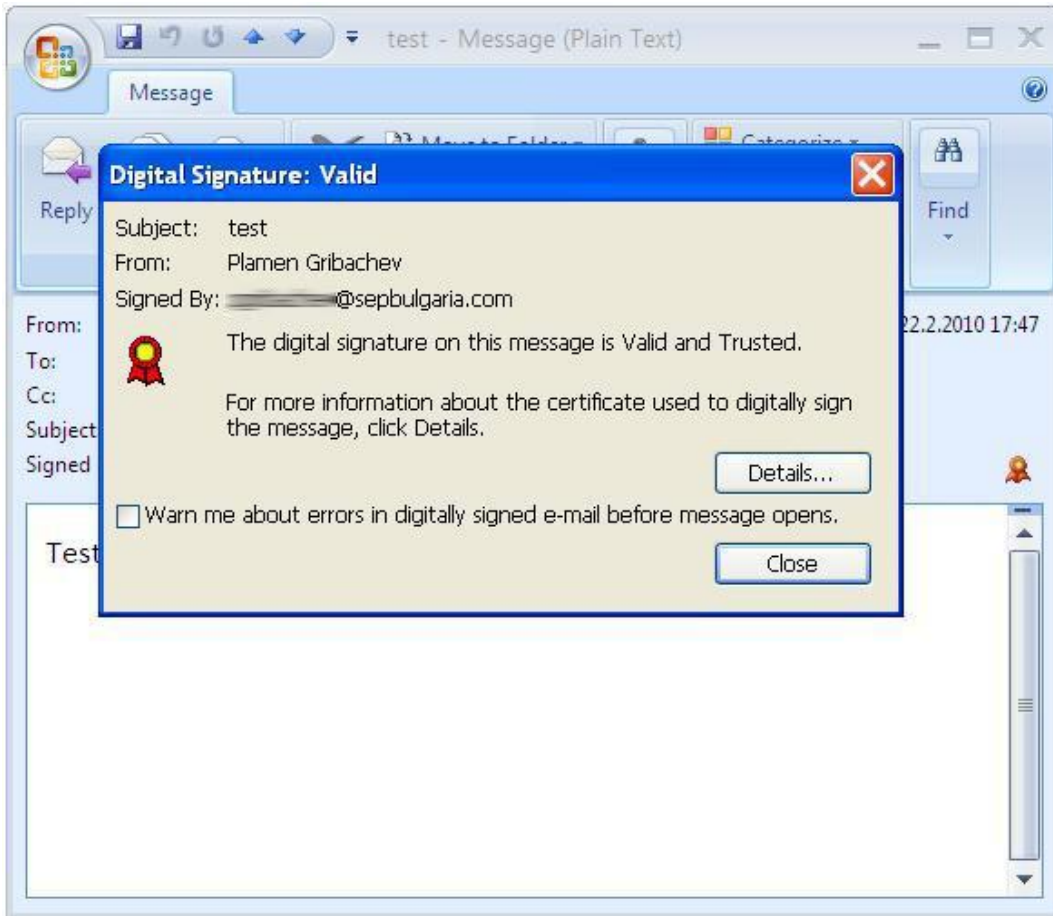 test - Message (Plain Text)
Message
Reply
Find
Digital Signature: Valid
Subject: test
From: Plamen Gribachev
Signed By: @sepbulgaria.com
The digital signature on this message is Valid and Trusted.
For more information about the certificate used to digitally sign
the message, click Details.
Details...
Warn me about errors in digitally signed e-mail before message opens.
Close
From: 22.2.2010 17:47
To:
Cc:
Subject
Signed
Test